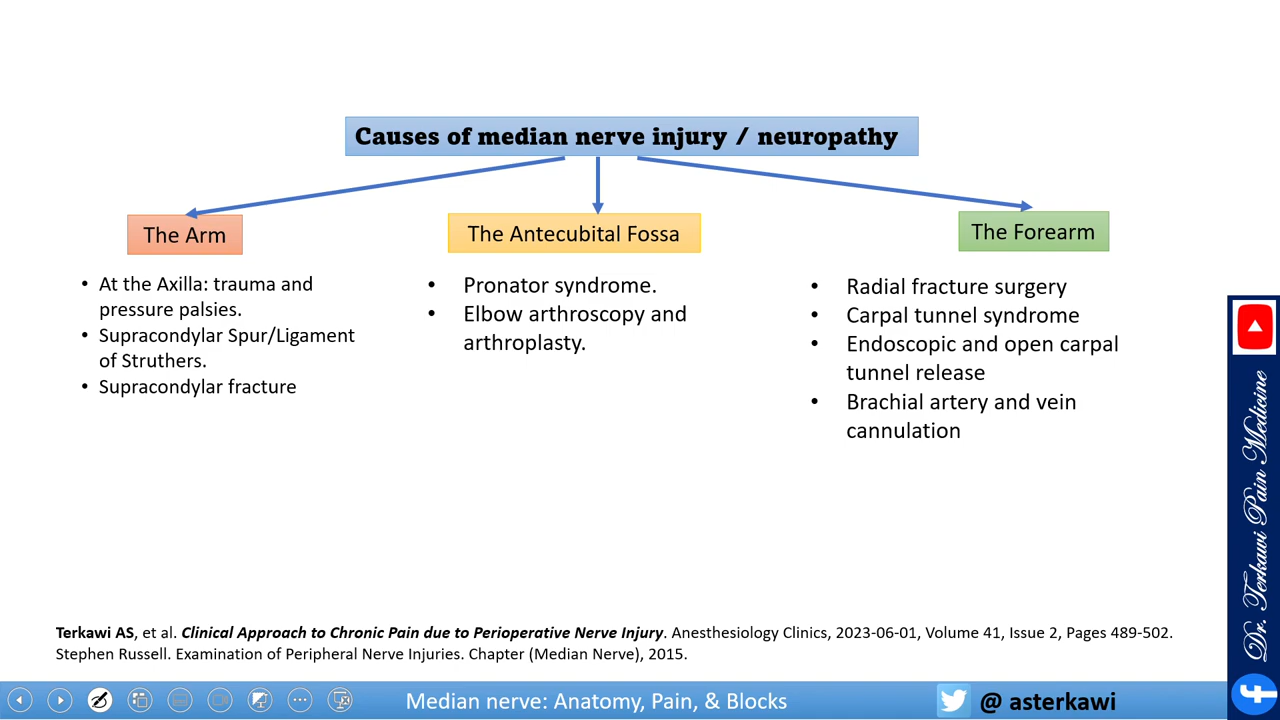 Causes of median nerve injury / neuropathy
The Arm
• At the Axilla: trauma and
pressure palsies.
• Supracondylar Spur/Ligament
of Struthers.
• Supracondylar fracture
The Antecubital Fossa
• Pronator syndrome.
• Elbow arthroscopy and
arthroplasty.
The Forearm
• Radial fracture surgery
• Carpal tunnel syndrome
• Endoscopic and open carpal
tunnel release
• Brachial artery and vein
cannulation
Terkawi AS, et al. Clinical Approach to Chronic Pain due to Perioperative Nerve Injury. Anesthesiology Clinics, 2023-06-01, Volume 41, Issue 2, Pages 489-502.
Stephen Russell. Examination of Peripheral Nerve Injuries. Chapter (Median Nerve), 2015.
Median nerve: Anatomy, Pain, & Blocks
@ asterkawi
Dr. Terkawi Pain Medicine